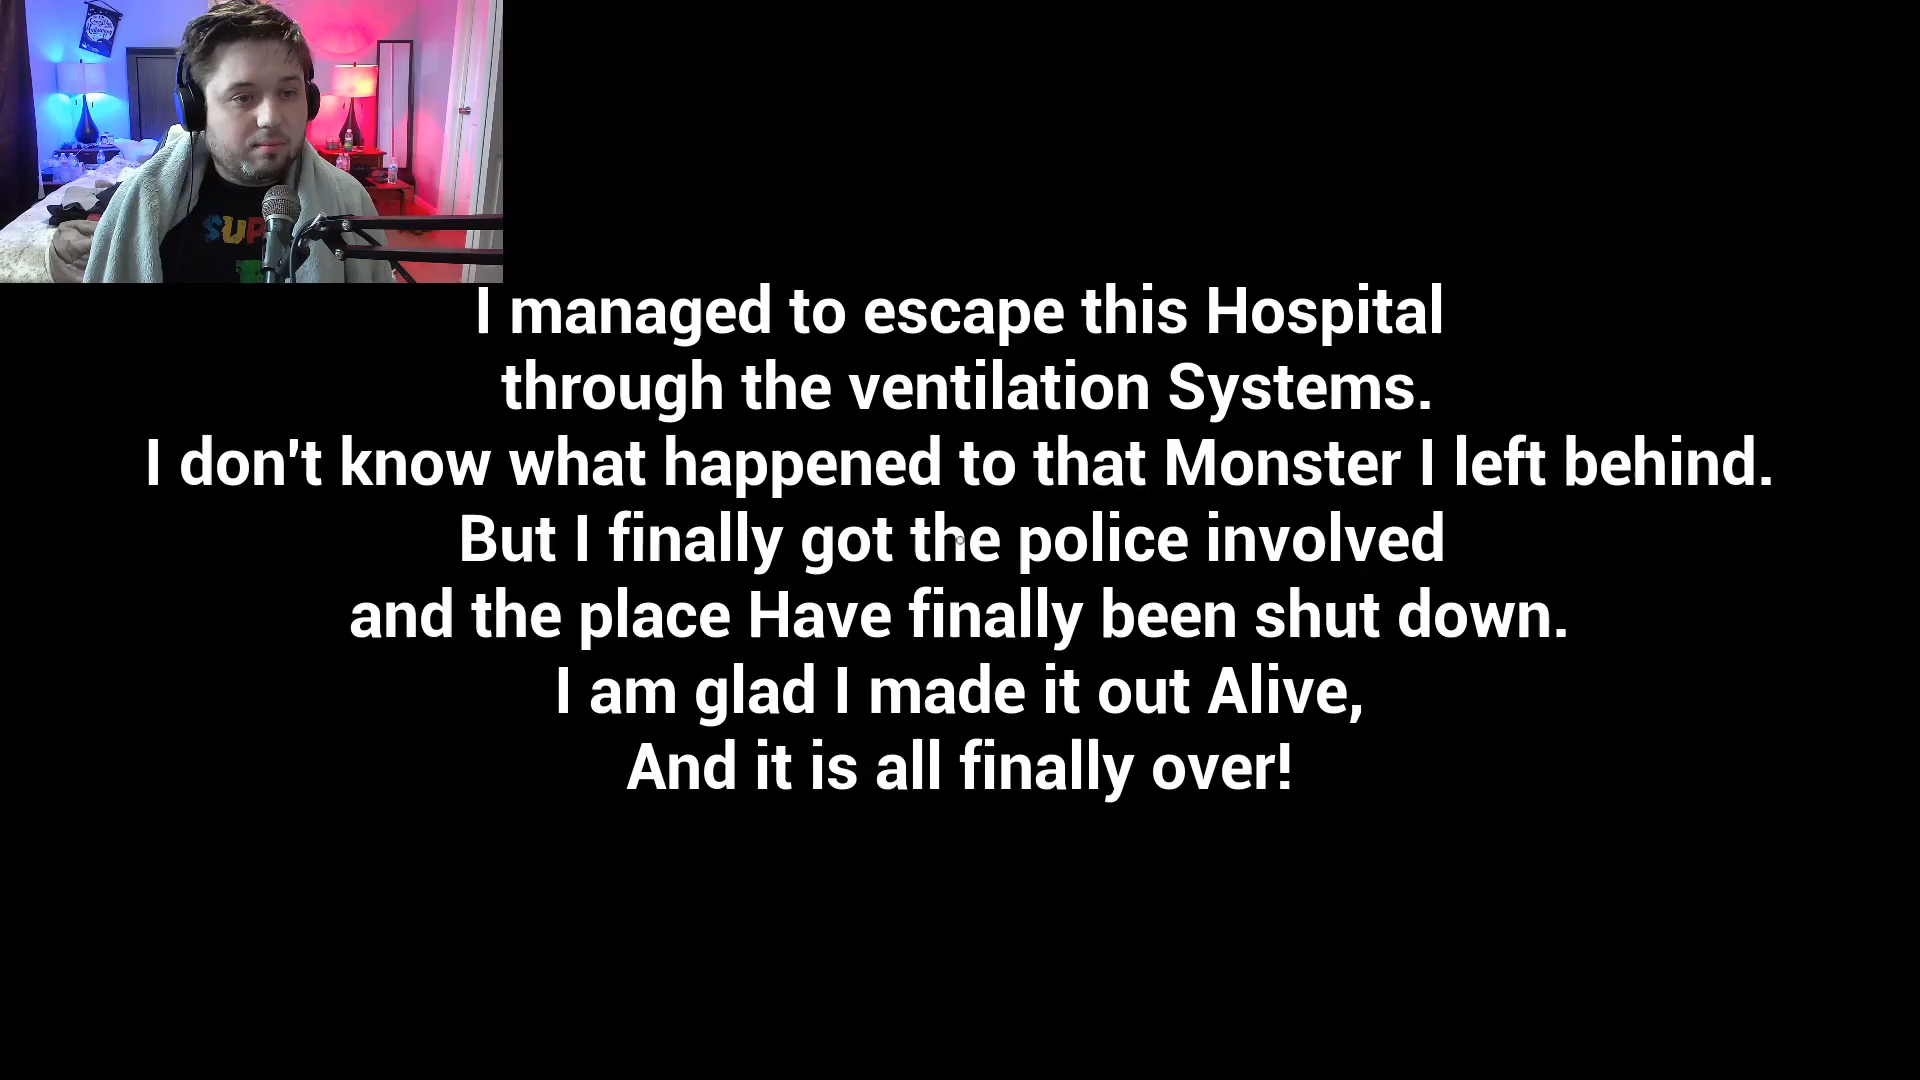 SUP
I managed to escape this Hospital
through the ventilation Systems.
I don't know what happened to that Monster I left behind.
But I finally got the police involved
and the place Have finally been shut down.
I am glad I made it out Alive,
And it is all finally over!